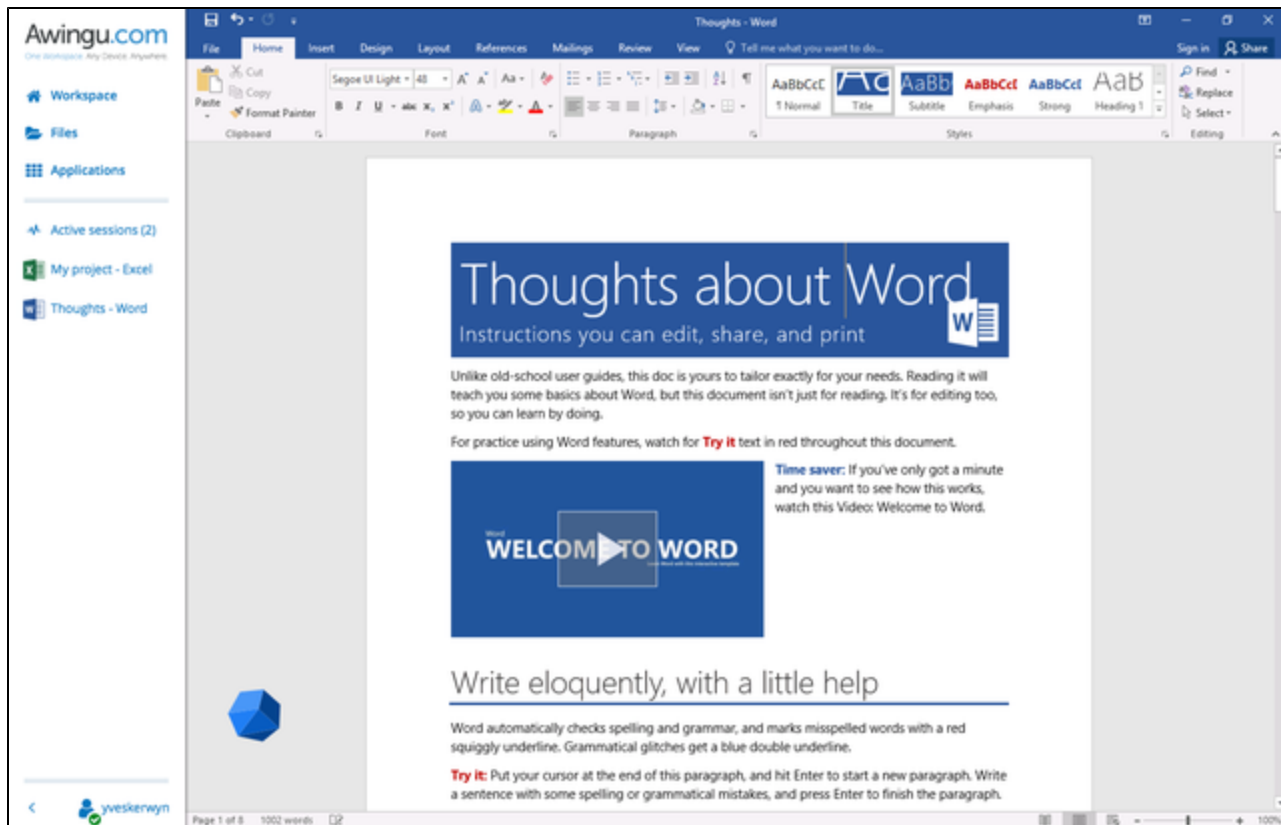 Awingu.com
One Workspace Any Device Anywhere.
Workspace
Files
Applications
Active sessions (2)
My project - Excel
Thoughts - Word
yveskerwyn
Thoughts - Word
File Home Insert Design Layout References Mailings Review View Tell me what you want to do... Sign in Share
Paste
Cut
Copy
Format Painter
Clipboard
Segoe UI Light 48
Aa
B I U abc x, x²
A A
Font
Paragraph
AaBbCcD AaBb AaBbCcD AaBbCcD AaB
¶ Normal Title Subtitle Emphasis Strong Heading 1
Styles
Find
Replace
Select
Editing
Thoughts about Word
W
Instructions you can edit, share, and print
Unlike old-school user guides, this doc is yours to tailor exactly for your needs. Reading it will
teach you some basics about Word, but this document isn't just for reading. It's for editing too,
so you can learn by doing.
For practice using Word features, watch for Try it text in red throughout this document.
Word
WELCOME TO WORD
Time saver: If you've only got a minute
and you want to see how this works,
watch this Video: Welcome to Word.
Write eloquently, with a little help
Word automatically checks spelling and grammar, and marks misspelled words with a red
squiggly underline. Grammatical glitches get a blue double underline.
Try it: Put your cursor at the end of this paragraph, and hit Enter to start a new paragraph. Write
a sentence with some spelling or grammatical mistakes, and press Enter to finish the paragraph.
Page 1 of 8 1002 words 100%